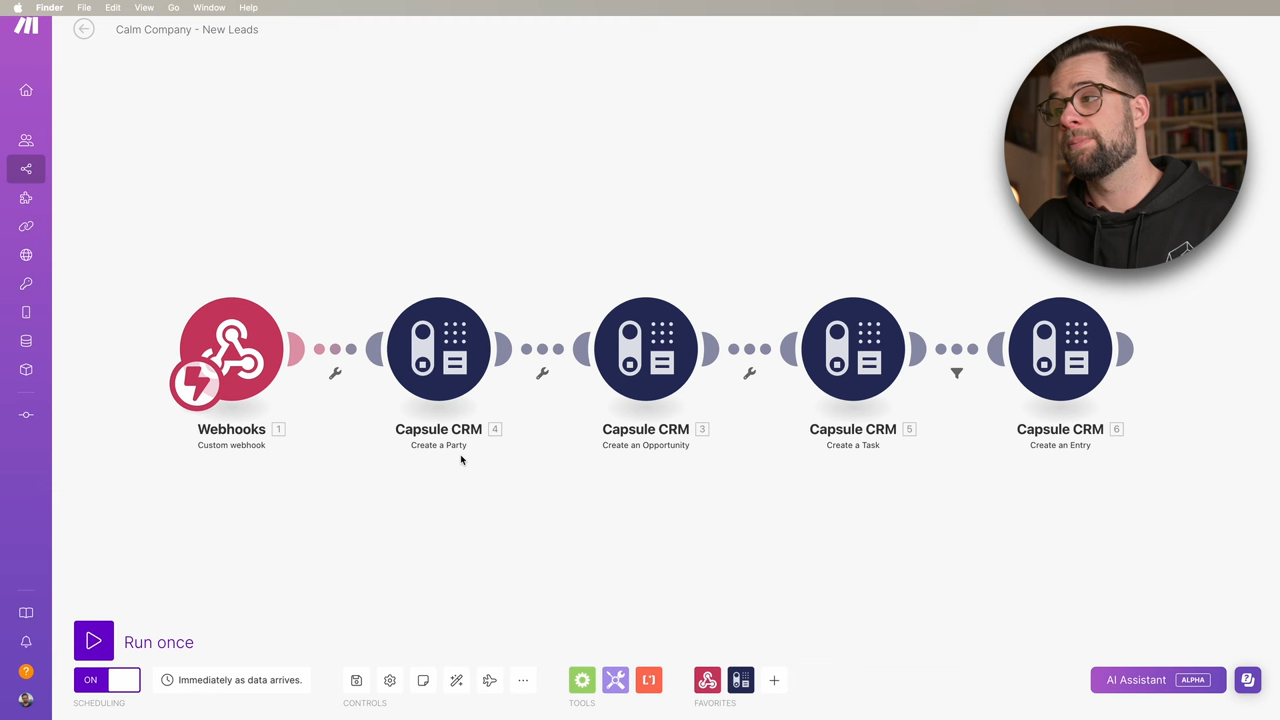 Finder File Edit View Go Window Help
Calm Company - New Leads
Webhooks 1
Custom webhook
Capsule CRM 4
Create a Party
Capsule CRM 3
Create an Opportunity
Capsule CRM 5
Create a Task
Capsule CRM 6
Create an Entry
Run once
ON
Immediately as data arrives.
AI Assistant ALPHA
SCHEDULING
CONTROLS
TOOLS
FAVORITES